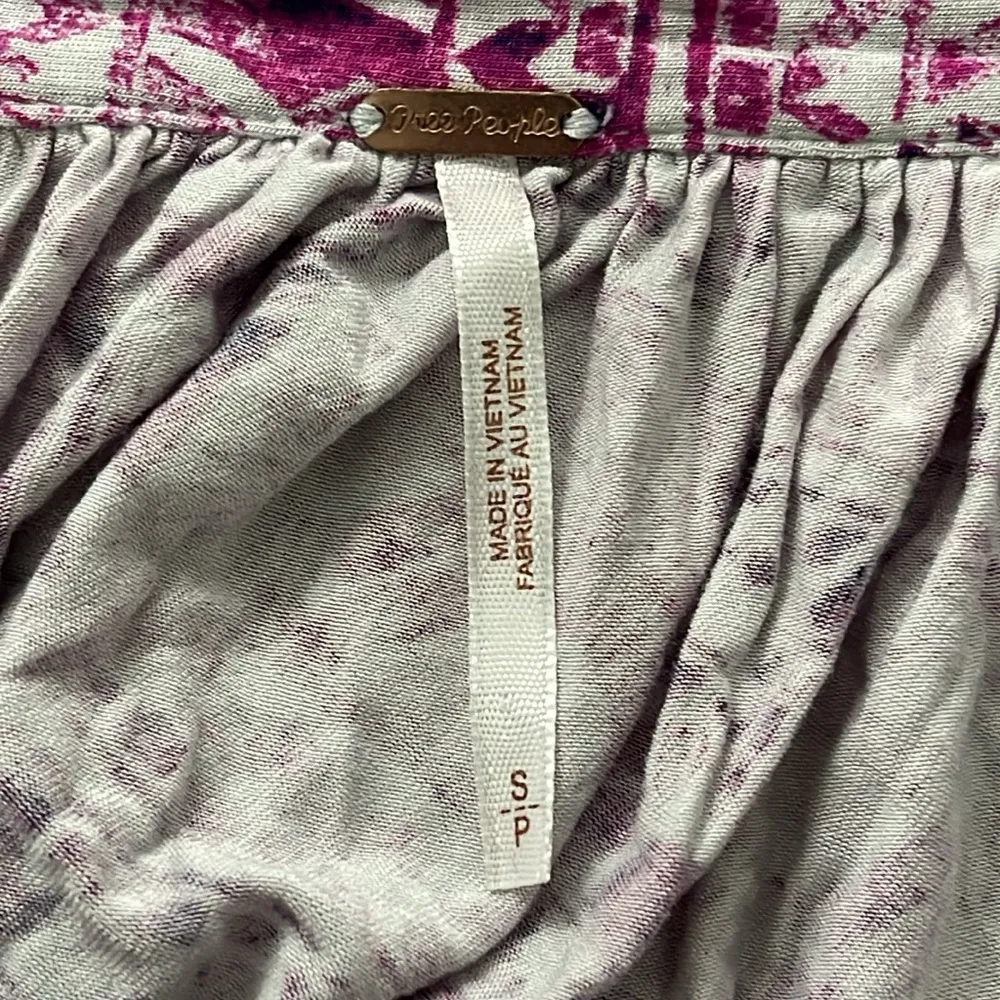 Free People
MADE IN VIETNAM
FABRIQUÉ AU VIETNAM
S
P